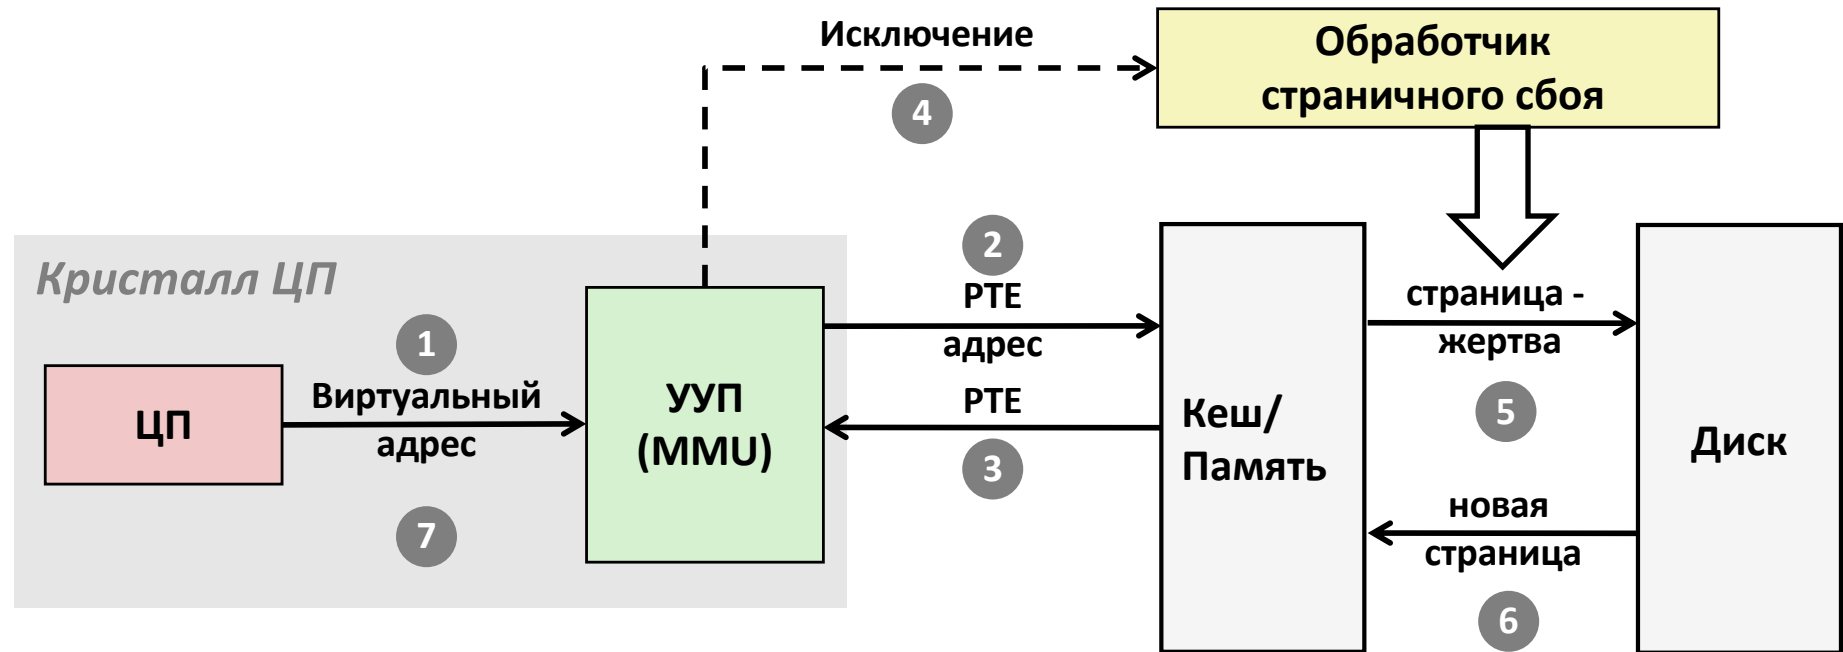 Исключение
4
Обработчик
страничного сбоя
Кристалл ЦП
ЦП
1
Виртуальный
адрес
7
УУП
(MMU)
2
PTE
адрес
PTE
3
Кеш/
Память
страница -
жертва
5
новая
страница
6
Диск